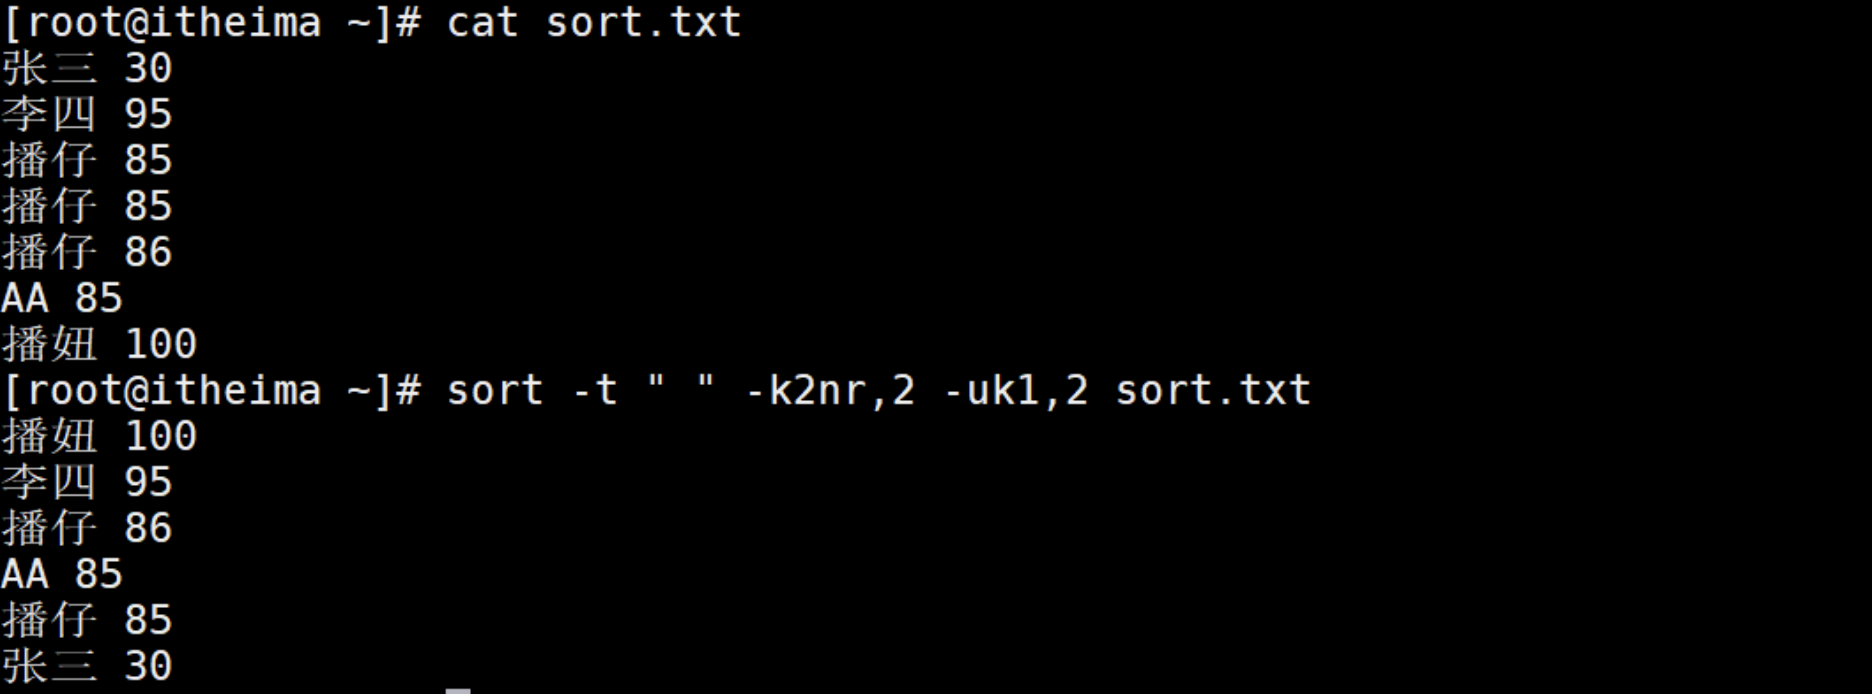 [root@itheima ~]# cat sort.txt
张三 30
李四 95
播仔 85
播仔 85
播仔 86
AA 85
播妞 100
[root@itheima ~]# sort -t " " -k2nr,2 -uk1,2 sort.txt
播妞 100
李四 95
播仔 86
AA 85
播仔 85
张三 30